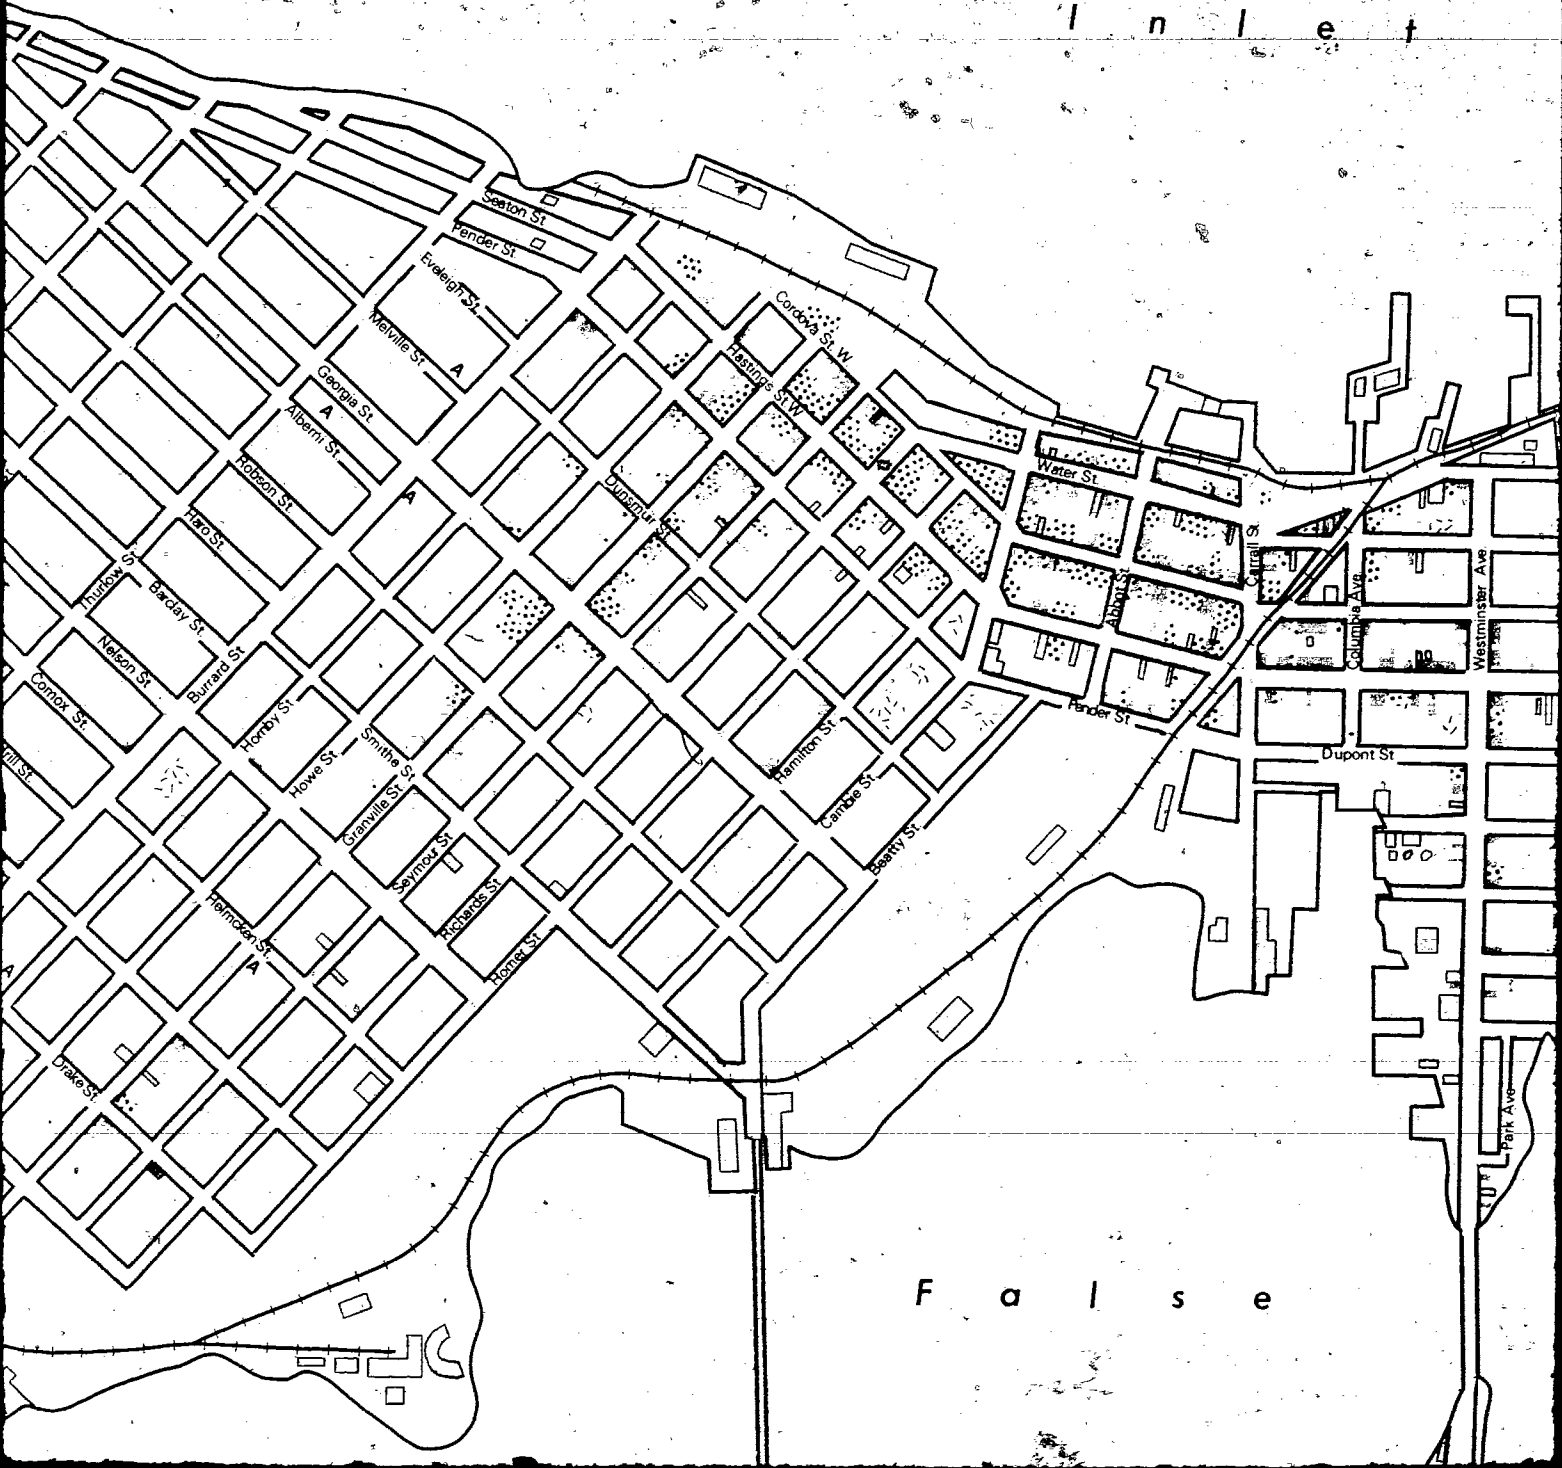 Inlet
Seaton St
Pender St.
Eveleigh St.
Melville St
Georgia St.
Alberni St.
Robson St.
Haro St.
Thurlow St
Barclay St.
Nelson St
Burrard St
Comox St.
Hornby St
Howe St
Smithe St
Granville St
Seymour St
Richards St
Homer St
Helmcken St.
Drake St.
Cordova St. W
Hastings St. W
Dunsmuir St.
Hamilton St
Cambie St.
Beatty St
Water St.
Abbot St.
Carrall St
Columbia Ave
Westminster Ave
Pender St
Dupont St
Park Ave
False
A
A
A
A
A